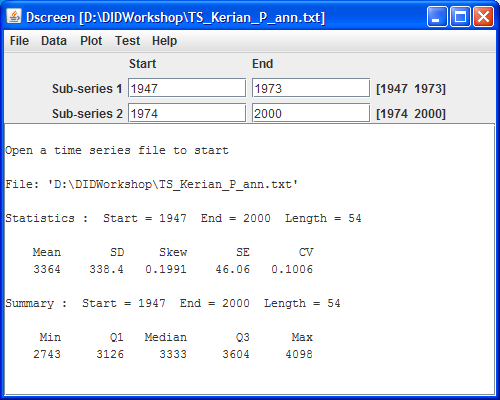 Dscreen [D:\DIDWorkshop\TS_Kerian_P_ann.txt]
File Data Plot Test Help
Start End
Sub-series 1 1947 1973 [1947 1973]
Sub-series 2 1974 2000 [1974 2000]
Open a time series file to start
File: 'D:\DIDWorkshop\TS_Kerian_P_ann.txt'
Statistics : Start = 1947 End = 2000 Length = 54
Mean SD Skew SE CV
3364 338.4 0.1991 46.06 0.1006
Summary : Start = 1947 End = 2000 Length = 54
Min Q1 Median Q3 Max
2743 3126 3333 3604 4098